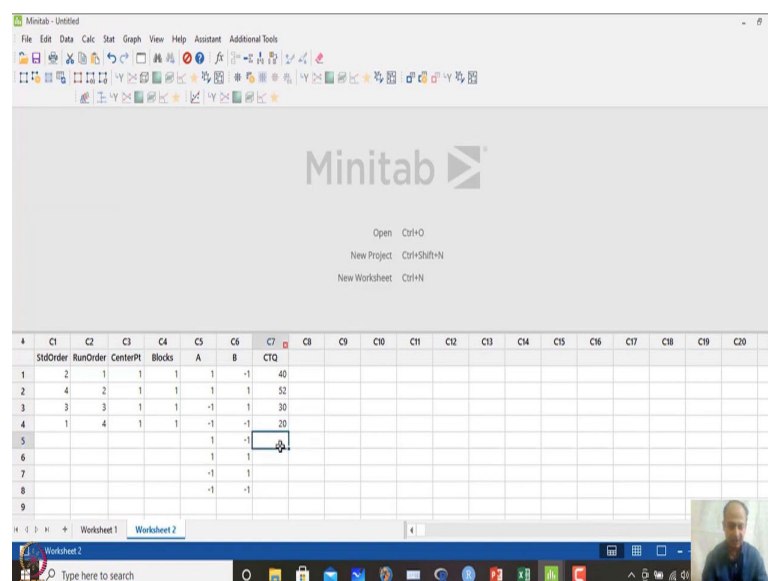 Minitab - Untitled
File Edit Data Calc Stat Graph View Help Assistant Additional Tools
Minitab
Open Ctrl+O
New Project Ctrl+Shift+N
New Worksheet Ctrl+N
C1 C2 C3 C4 C5 C6 C7 C8 C9 C10 C11 C12 C13 C14 C15 C16 C17 C18 C19 C20
StdOrder RunOrder CenterPt Blocks A B CTQ
1 2 1 1 1 1 -1 40
2 4 2 1 1 1 1 52
3 3 3 1 1 -1 1 30
4 1 4 1 1 -1 -1 20
5 1 -1
6 1 1
7 -1 1
8 -1 -1
9
Worksheet 1 Worksheet 2
Worksheet 2
Type here to search